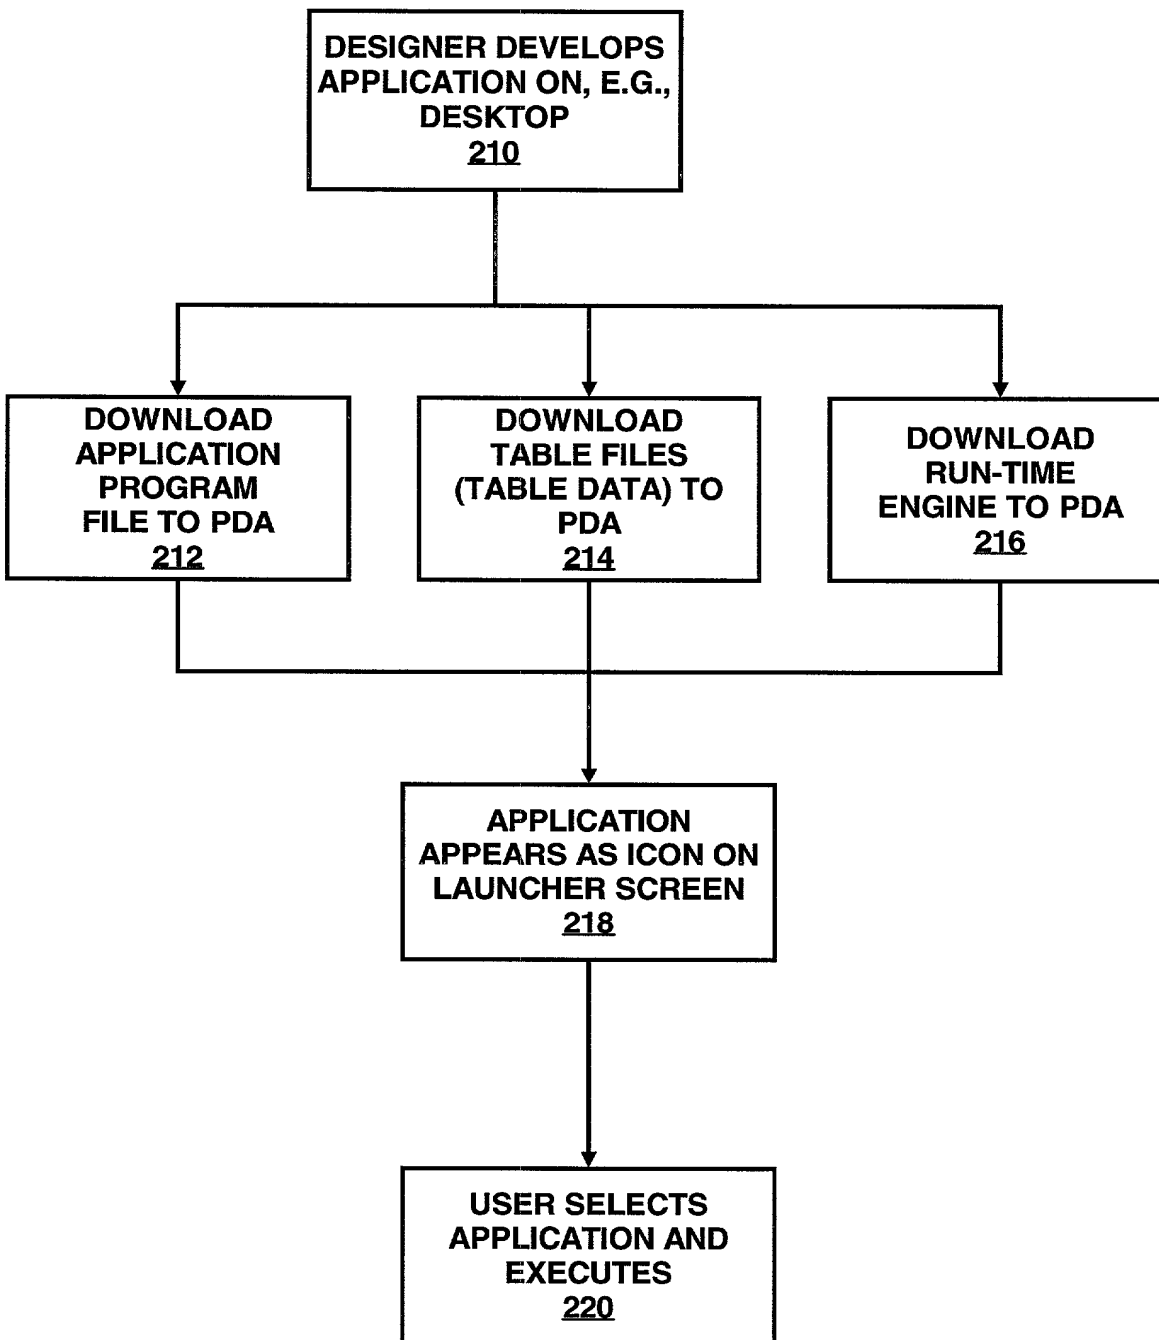 DESIGNER DEVELOPS
APPLICATION ON, E.G.,
DESKTOP
210
DOWNLOAD
APPLICATION
PROGRAM
FILE TO PDA
212
DOWNLOAD
TABLE FILES
(TABLE DATA) TO
PDA
214
DOWNLOAD
RUN-TIME
ENGINE TO PDA
216
APPLICATION
APPEARS AS ICON ON
LAUNCHER SCREEN
218
USER SELECTS
APPLICATION AND
EXECUTES
220